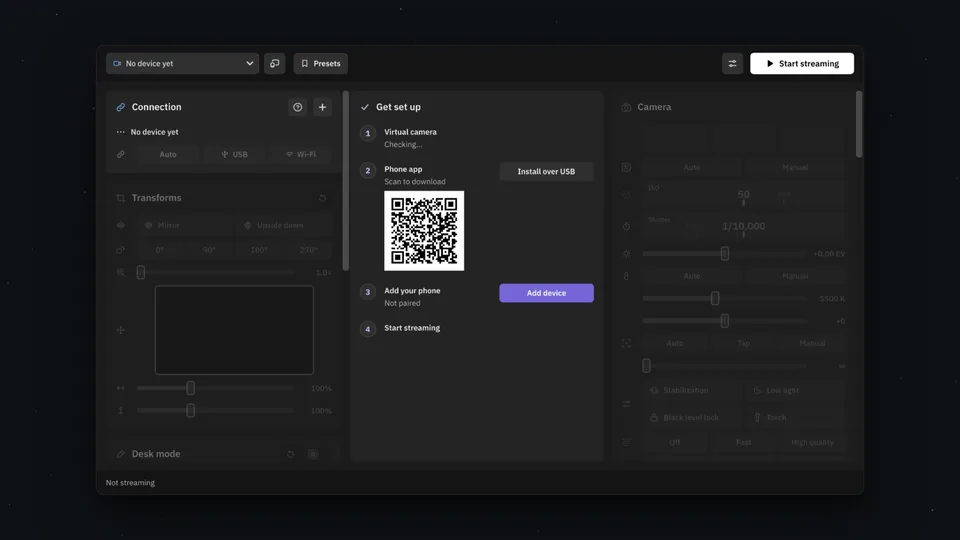 No device yet
Presets
Start streaming
Connection
No device yet
Auto
USB
Wi-Fi
Transforms
Mirror
Upside down
0°
90°
180°
270°
1.0×
100%
100%
Desk mode
Get set up
1
Virtual camera
Checking...
2
Phone app
Scan to download
Install over USB
3
Add your phone
Not paired
Add device
4
Start streaming
Camera
Auto
Manual
ISO
50
Shutter
1/10,000
+0.00 EV
Auto
Manual
5500 K
+0
Auto
Tap
Manual
∞
Stabilization
Low light
Black level lock
Torch
Off
Fast
High quality
Not streaming